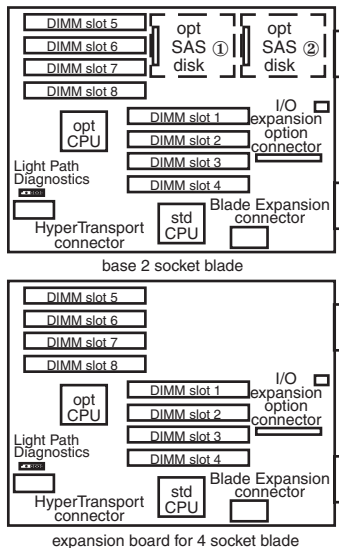 DIMM slot 5
DIMM slot 6
DIMM slot 7
DIMM slot 8
opt
SAS ①
disk
opt
SAS ②
disk
opt
CPU
DIMM slot 1
DIMM slot 2
DIMM slot 3
DIMM slot 4
I/O
expansion
option
connector
Light Path
Diagnostics
HyperTransport
connector
std
CPU
Blade Expansion
connector
base 2 socket blade
DIMM slot 5
DIMM slot 6
DIMM slot 7
DIMM slot 8
opt
CPU
DIMM slot 1
DIMM slot 2
DIMM slot 3
DIMM slot 4
I/O
expansion
option
connector
Light Path
Diagnostics
HyperTransport
connector
std
CPU
Blade Expansion
connector
expansion board for 4 socket blade